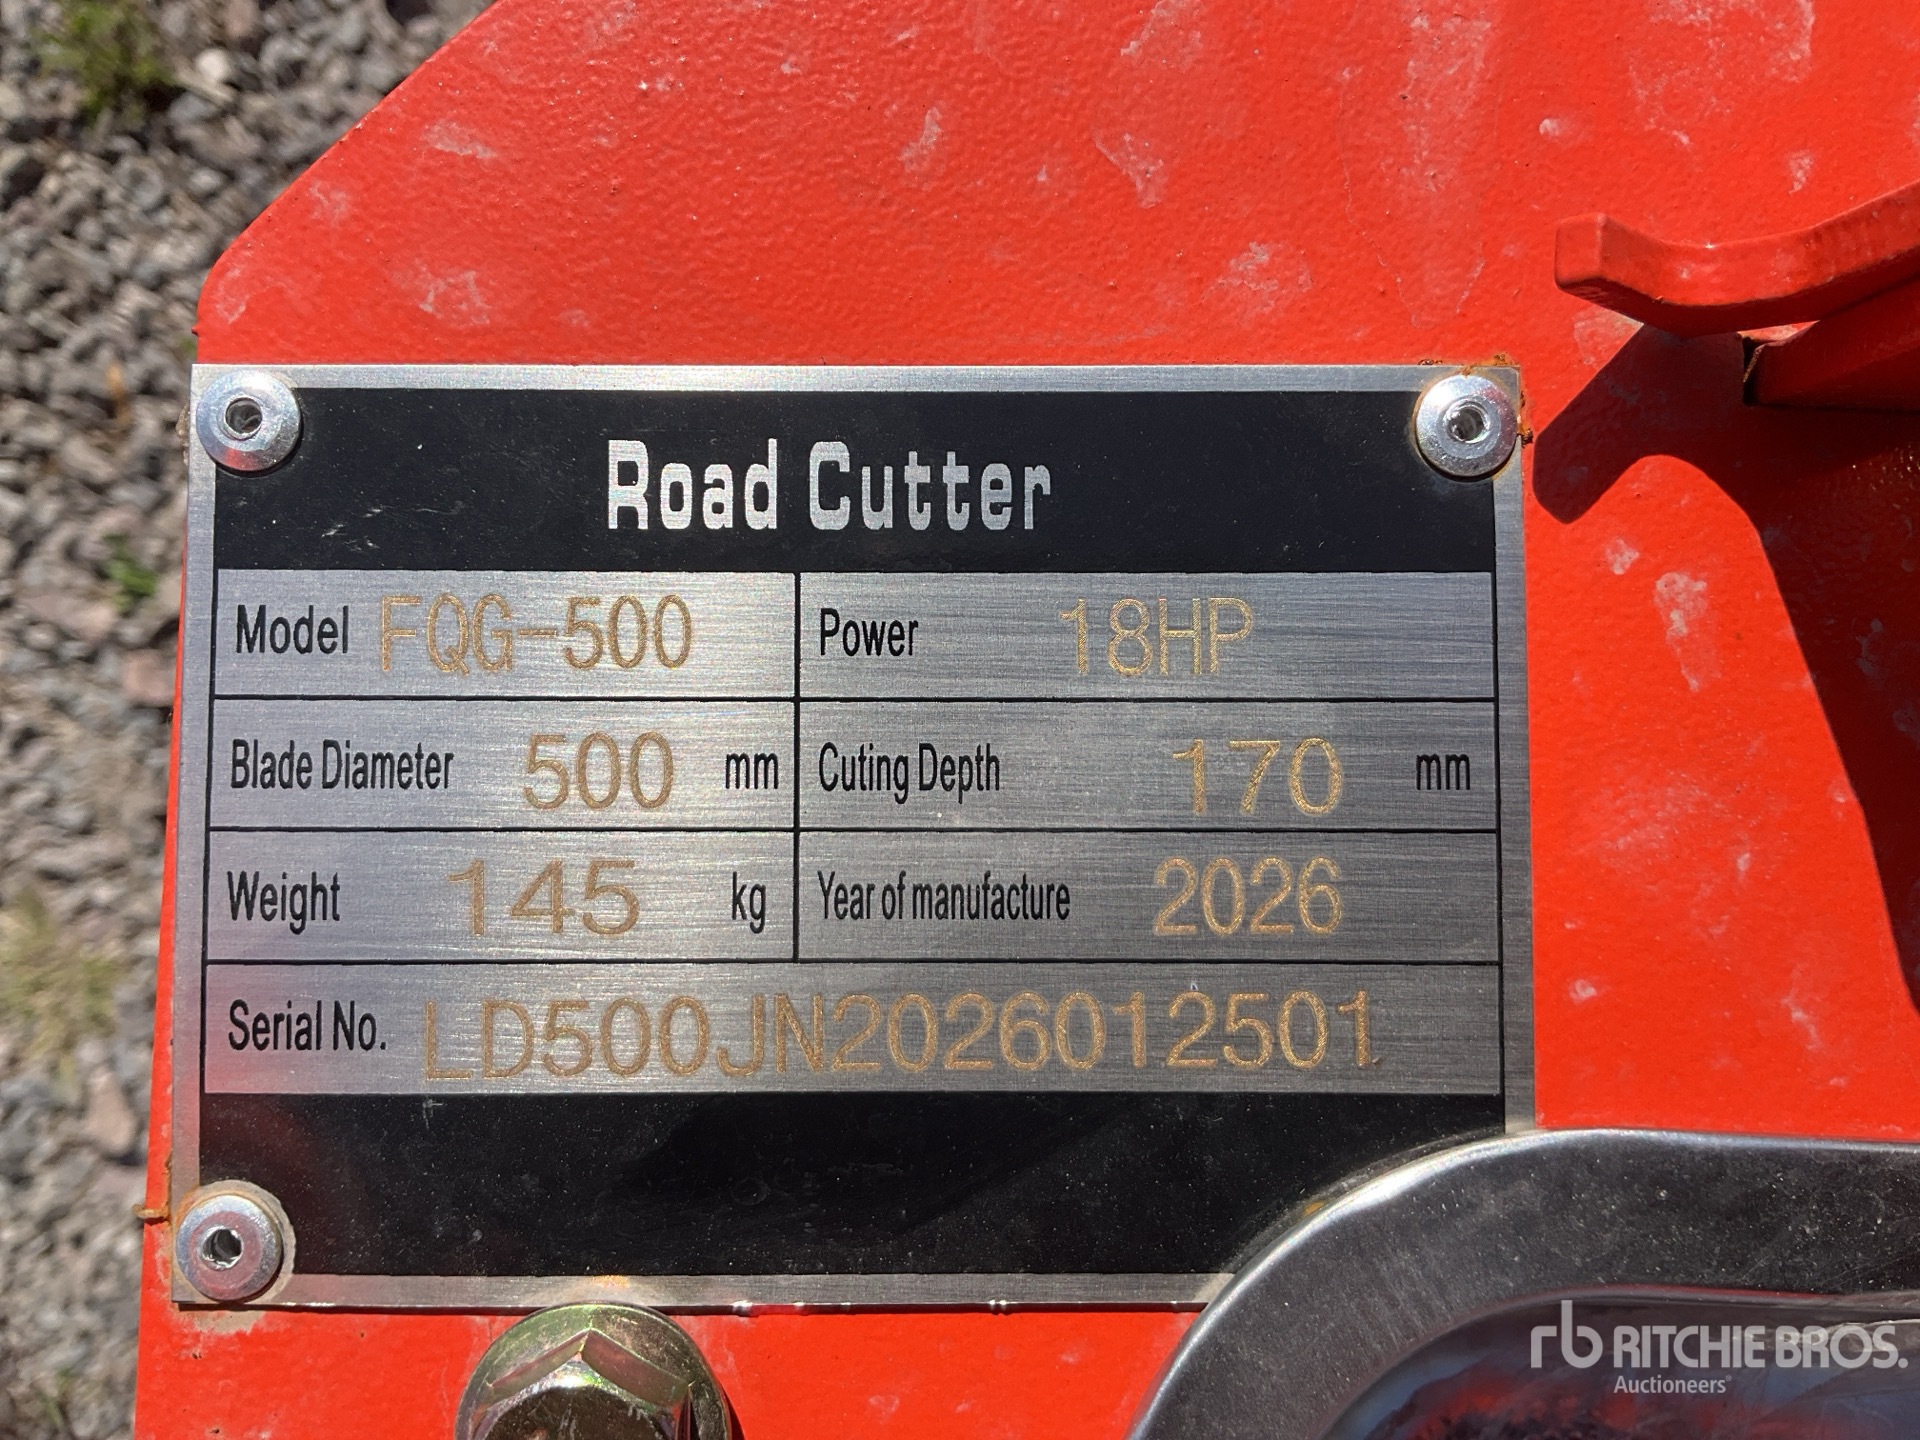 Road Cutter
Model FQG-500 Power 18HP
Blade Diameter 500 mm Cuting Depth 170 mm
Weight 145 kg Year of manufacture 2026
Serial No. LD500JN2026012501
rb RITCHIE BROS.
Auctioneers